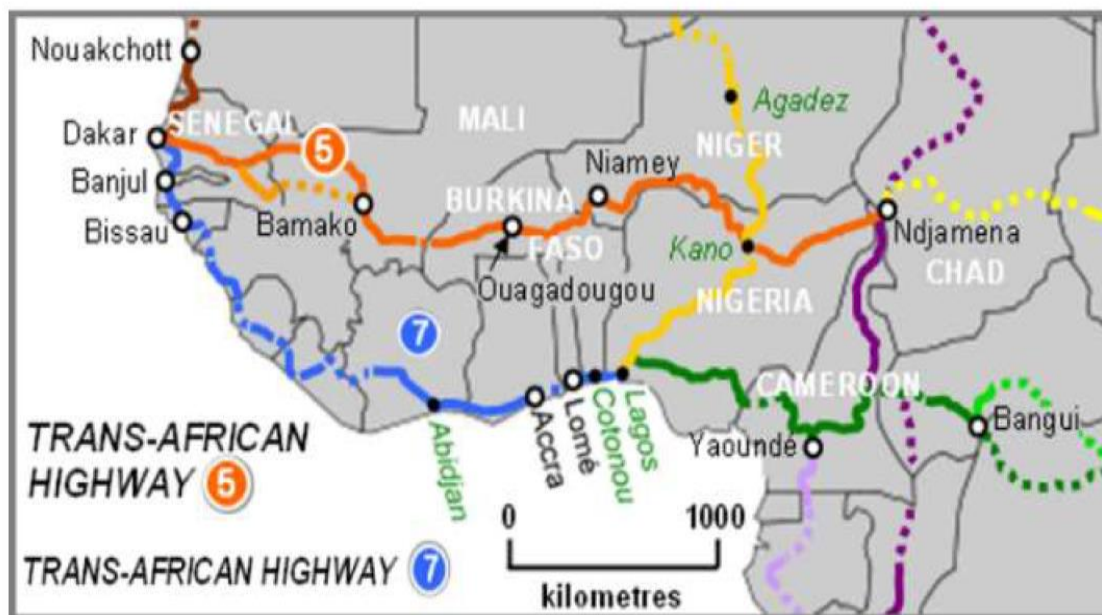 Nouakchott
Agadez
MALI
SENEGAL
Dakar
5
NIGER
Niamey
Banjul
BURKINA
Bissau
Bamako
Ndjamena
Kano
FASO
CHAD
Ouagadougou
NIGERIA
7
CAMEROON
Bangui
Yaoundé
Abidjan
Accra
Lomé
Cotonou
Lagos
TRANS-AFRICAN
HIGHWAY 5
0 1000
kilometres
TRANS-AFRICAN HIGHWAY 7